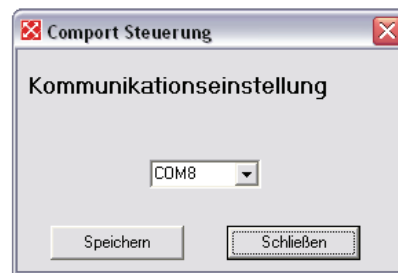 Comport Steuerung
Kommunikationseinstellung
COM8
Speichern Schließen